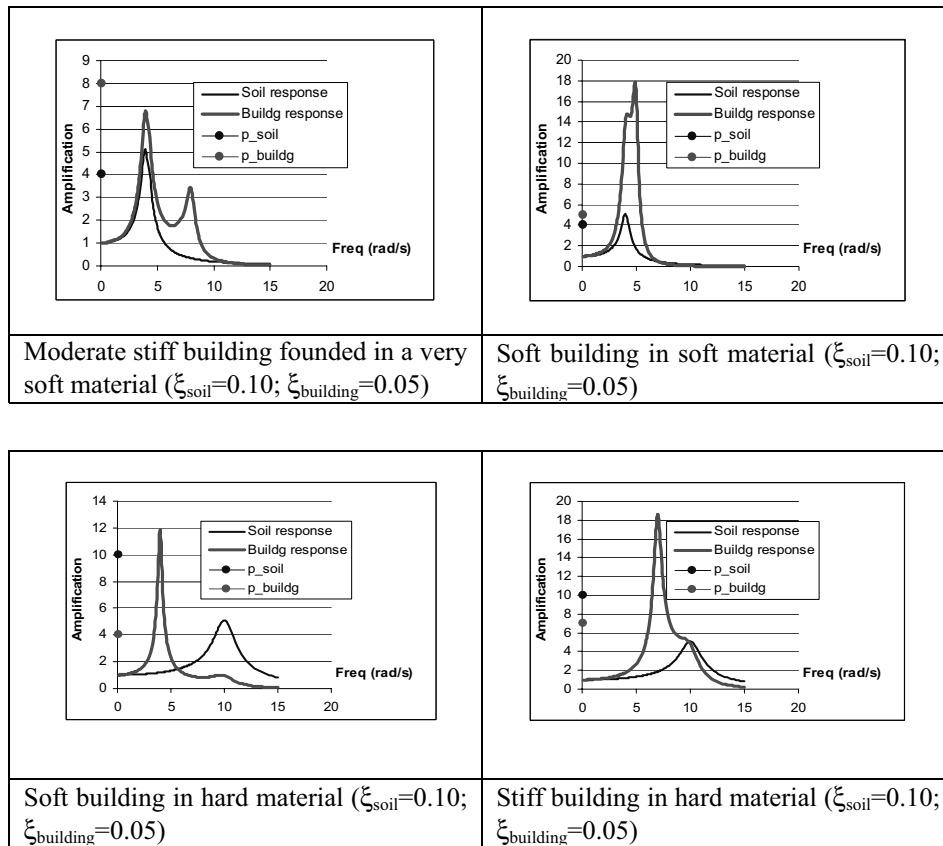 9
8
7
6
5
4
3
2
1
0
Amplification
Soil response
Buildg response
p_soil
p_buildg
Freq (rad/s)
0 5 10 15 20
Moderate stiff building founded in a very
soft material (ξsoil=0.10; ξbuilding=0.05)
20
18
16
14
12
10
8
6
4
2
0
Amplification
Soil response
Buildg response
p_soil
p_buildg
Freq (rad/s)
0 5 10 15 20
Soft building in soft material (ξsoil=0.10;
ξbuilding=0.05)
14
12
10
8
6
4
2
0
Amplification
Soil response
Buildg response
p_soil
p_buildg
Freq (rad/s)
0 5 10 15 20
Soft building in hard material (ξsoil=0.10;
ξbuilding=0.05)
20
18
16
14
12
10
8
6
4
2
0
Amplification
Soil response
Buildg response
p_soil
p_buildg
Freq (rad/s)
0 5 10 15 20
Stiff building in hard material (ξsoil=0.10;
ξbuilding=0.05)